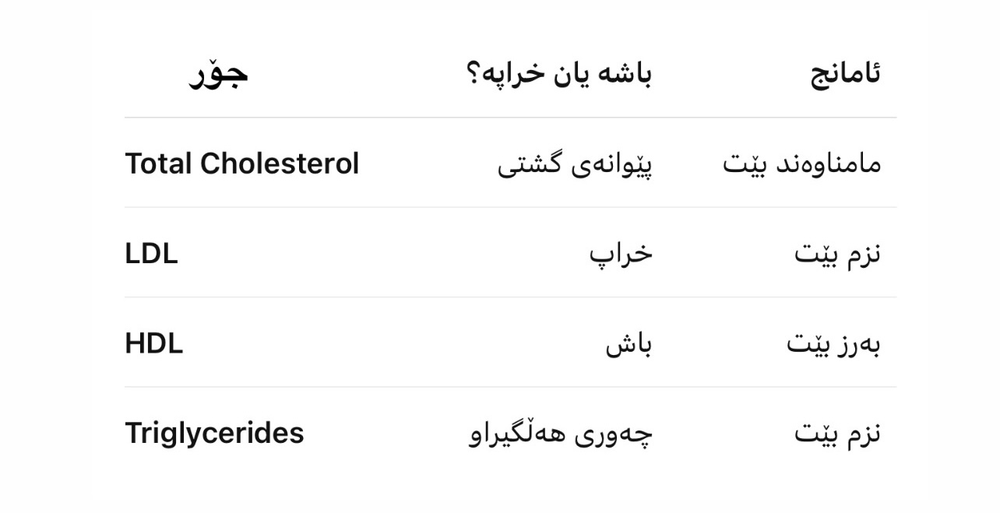 جۆر	باشە یان خراپە؟	ئامانج
Total Cholesterol	پێوانەی گشتی	مامناوەند بێت
LDL	خراپ	نزم بێت
HDL	باش	بەرز بێت
Triglycerides	چەوری هەڵگیراو	نزم بێت